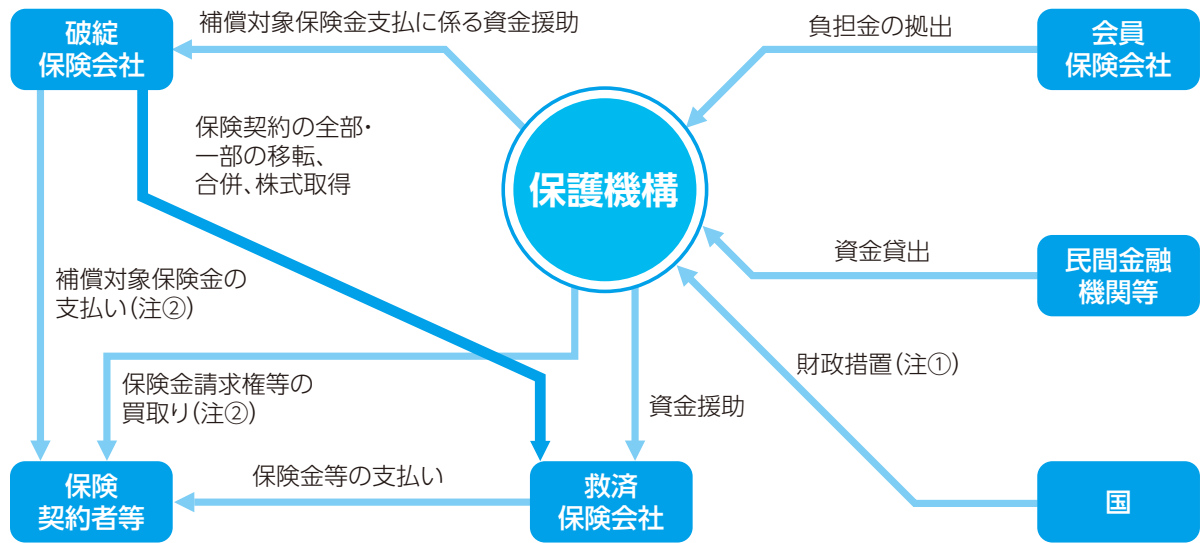 破綻
保険会社
補償対象保険金支払に係る資金援助
負担金の拠出
会員
保険会社
保険契約の全部・
一部の移転、
合併、株式取得
保護機構
資金貸出
民間金融
機関等
補償対象保険金の
支払い(注②)
財政措置(注①)
保険金請求権等の
買取り(注②)
資金援助
保険
契約者等
保険金等の支払い
救済
保険会社
国